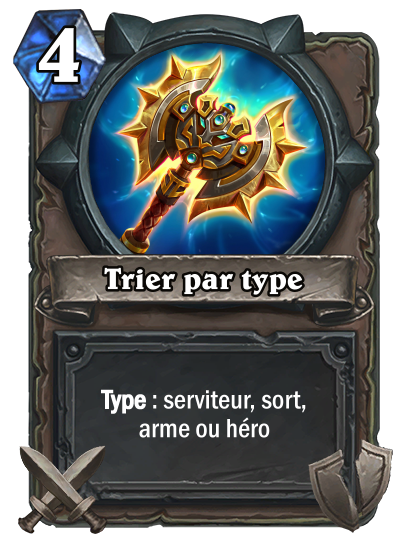 4
Trier par type
Type : serviteur, sort,
arme ou héro